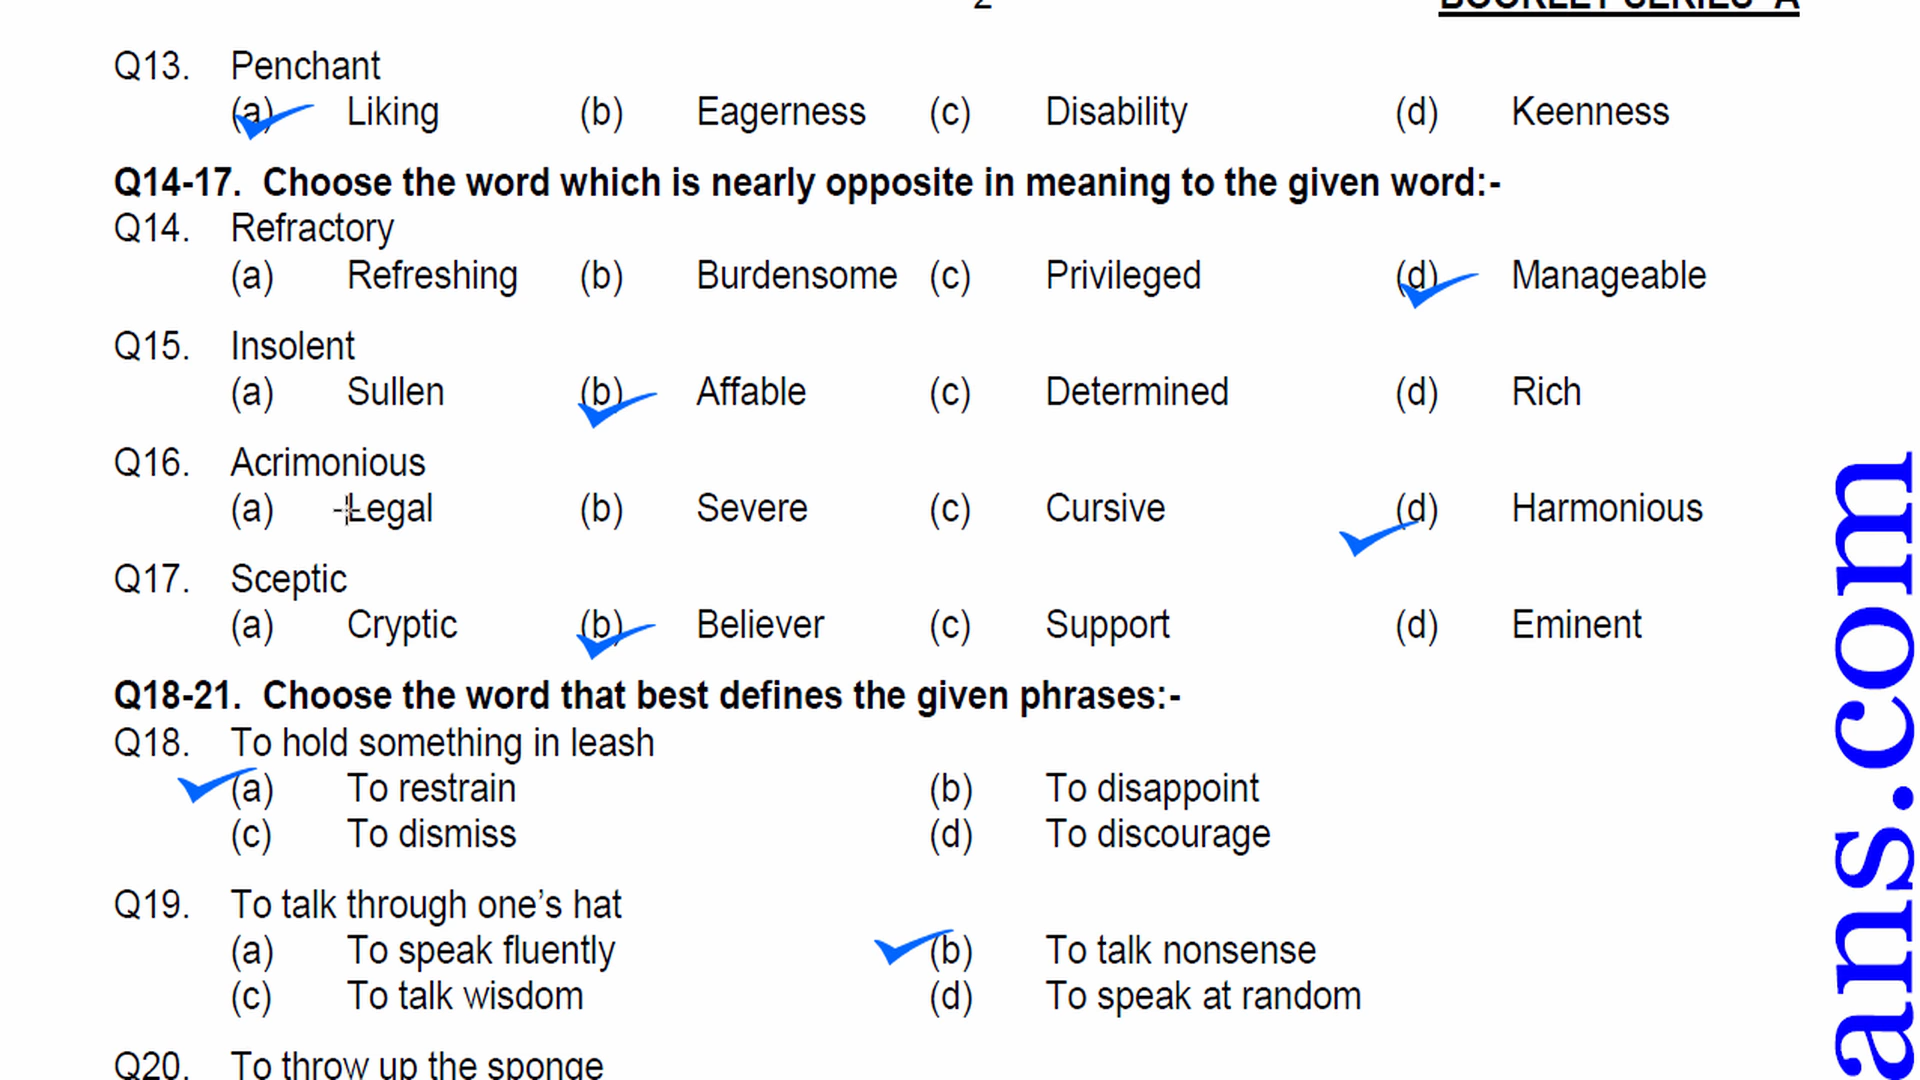 2
BOOKLET SERIES 'A'
Q13. Penchant
(a) Liking (b) Eagerness (c) Disability (d) Keenness
Q14-17. Choose the word which is nearly opposite in meaning to the given word:-
Q14. Refractory
(a) Refreshing (b) Burdensome (c) Privileged (d) Manageable
Q15. Insolent
(a) Sullen (b) Affable (c) Determined (d) Rich
Q16. Acrimonious
(a) Legal (b) Severe (c) Cursive (d) Harmonious
Q17. Sceptic
(a) Cryptic (b) Believer (c) Support (d) Eminent
Q18-21. Choose the word that best defines the given phrases:-
Q18. To hold something in leash
(a) To restrain (b) To disappoint
(c) To dismiss (d) To discourage
Q19. To talk through one’s hat
(a) To speak fluently (b) To talk nonsense
(c) To talk wisdom (d) To speak at random
Q20. To throw up the sponge
ans.com